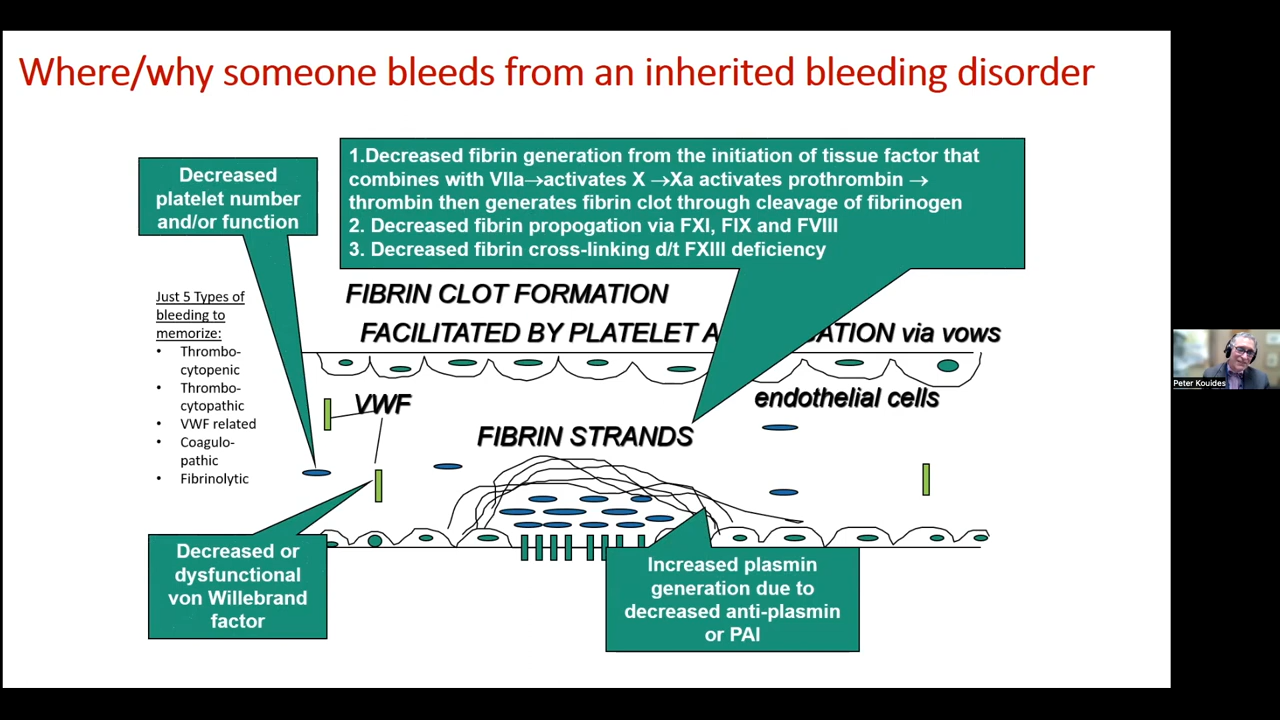 Where/why someone bleeds from an inherited bleeding disorder
Decreased
platelet number
and/or function
1.Decreased fibrin generation from the initiation of tissue factor that
combines with VIIa→activates X →Xa activates prothrombin →
thrombin then generates fibrin clot through cleavage of fibrinogen
2. Decreased fibrin propogation via FXI, FIX and FVIII
3. Decreased fibrin cross-linking d/t FXIII deficiency
Just 5 Types of
bleeding to
memorize:
• Thrombo-
cytopenic
• Thrombo-
cytopathic
• VWF related
• Coagulo-
pathic
• Fibrinolytic
FIBRIN CLOT FORMATION
FACILITATED BY PLATELET via vows
VWF
endothelial cells
FIBRIN STRANDS
Decreased or
dysfunctional
von Willebrand
factor
Increased plasmin
generation due to
decreased anti-plasmin
or PAI
Peter Kouides